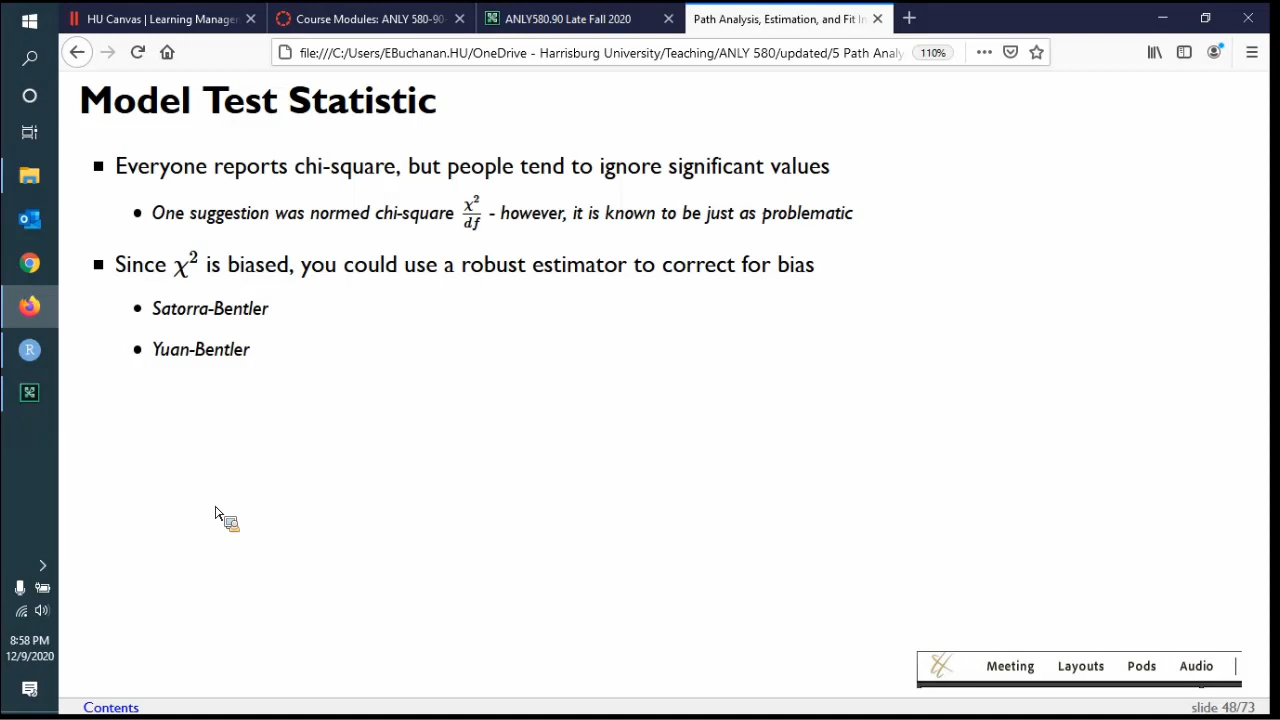 HU Canvas | Learning Manage
Course Modules: ANLY 580-90-
ANLY580.90 Late Fall 2020
Path Analysis, Estimation, and Fit In
file:///C:/Users/EBuchanan.HU/OneDrive - Harrisburg University/Teaching/ANLY 580/updated/5 Path Analy
110%
Model Test Statistic
Everyone reports chi-square, but people tend to ignore significant values
One suggestion was normed chi-square χ²/df - however, it is known to be just as problematic
Since χ² is biased, you could use a robust estimator to correct for bias
Satorra-Bentler
Yuan-Bentler
8:58 PM
12/9/2020
Meeting Layouts Pods Audio
Contents
slide 48/73